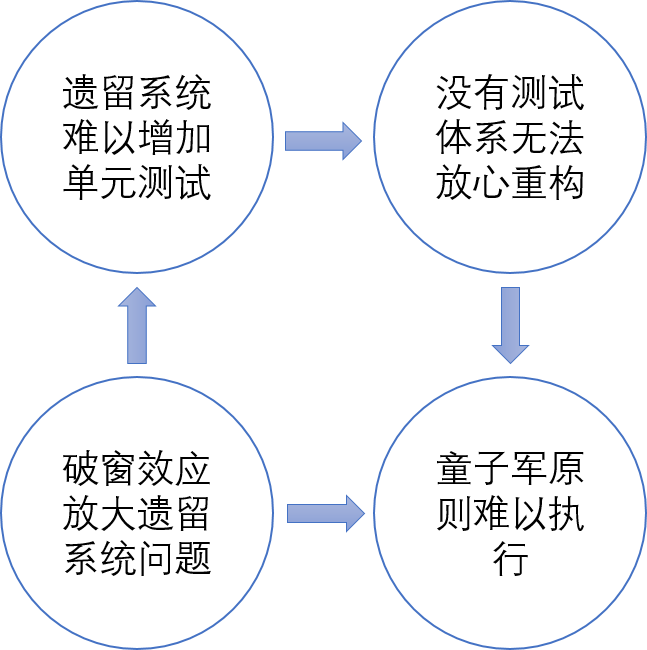 遗留系统
难以增加
单元测试
没有测试
体系无法
放心重构
破窗效应
放大遗留
系统问题
童子军原
则难以执
行